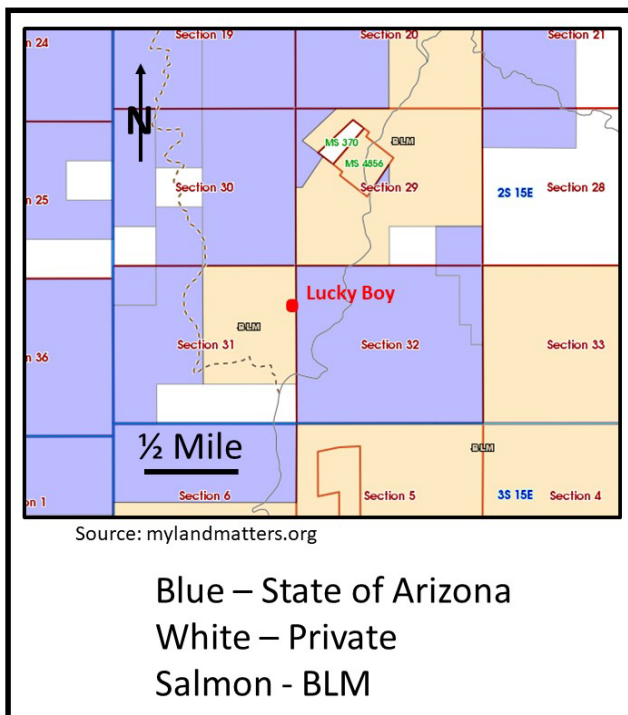 n 24
Section 19
Section 20
Section 21
N
MS 370
BLM
MS 4856
Section 30
Section 29
Section 28
2S 15E
25
Lucky Boy
BLM
Section 31
Section 32
Section 33
36
½ Mile
BLM
on 1
Section 6
Section 5
3S 15E
Section 4
Source: mylandmatters.org
Blue – State of Arizona
White – Private
Salmon - BLM